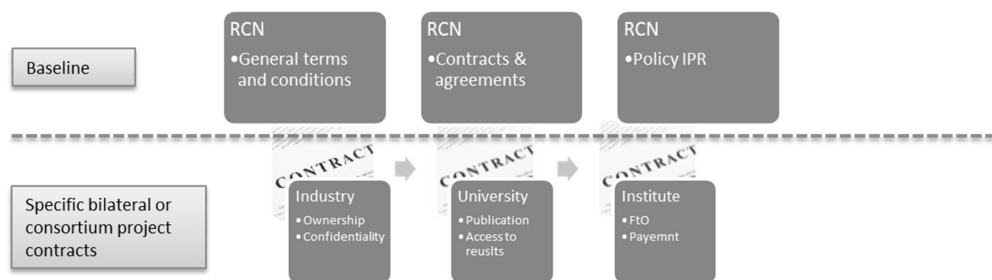 RCN
•General terms
and conditions
RCN
•Contracts &
agreements
RCN
•Policy IPR
Baseline
CONTRACT
CONTRACT
CONTRACT
Specific bilateral or
consortium project
contracts
Industry
•Ownership
•Confidentiality
University
•Publication
•Access to
reuslts
Institute
•FtO
•Payemnt